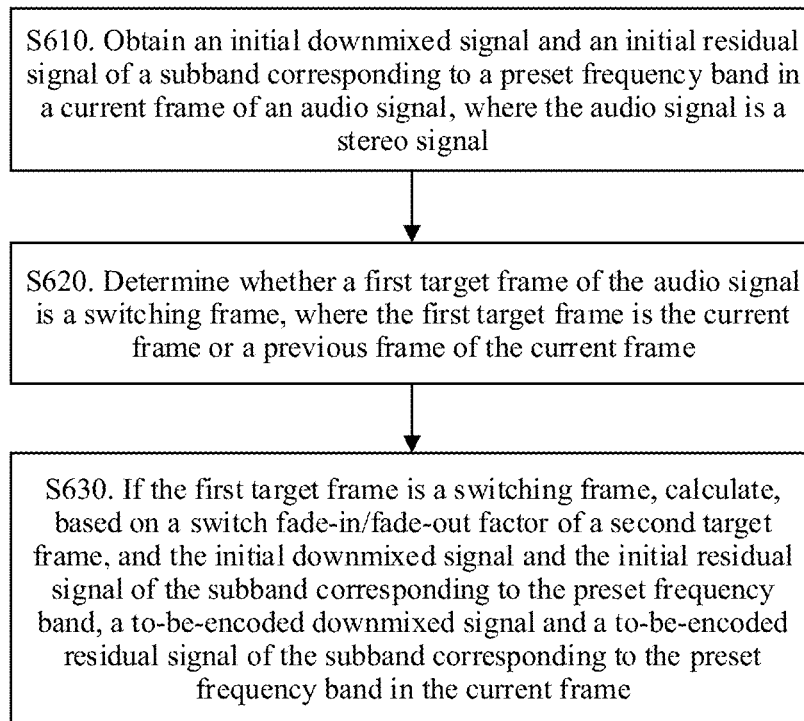 S610. Obtain an initial downmixed signal and an initial residual
signal of a subband corresponding to a preset frequency band in
a current frame of an audio signal, where the audio signal is a
stereo signal
S620. Determine whether a first target frame of the audio signal
is a switching frame, where the first target frame is the current
frame or a previous frame of the current frame
S630. If the first target frame is a switching frame, calculate,
based on a switch fade-in/fade-out factor of a second target
frame, and the initial downmixed signal and the initial residual
signal of the subband corresponding to the preset frequency
band, a to-be-encoded downmixed signal and a to-be-encoded
residual signal of the subband corresponding to the preset
frequency band in the current frame